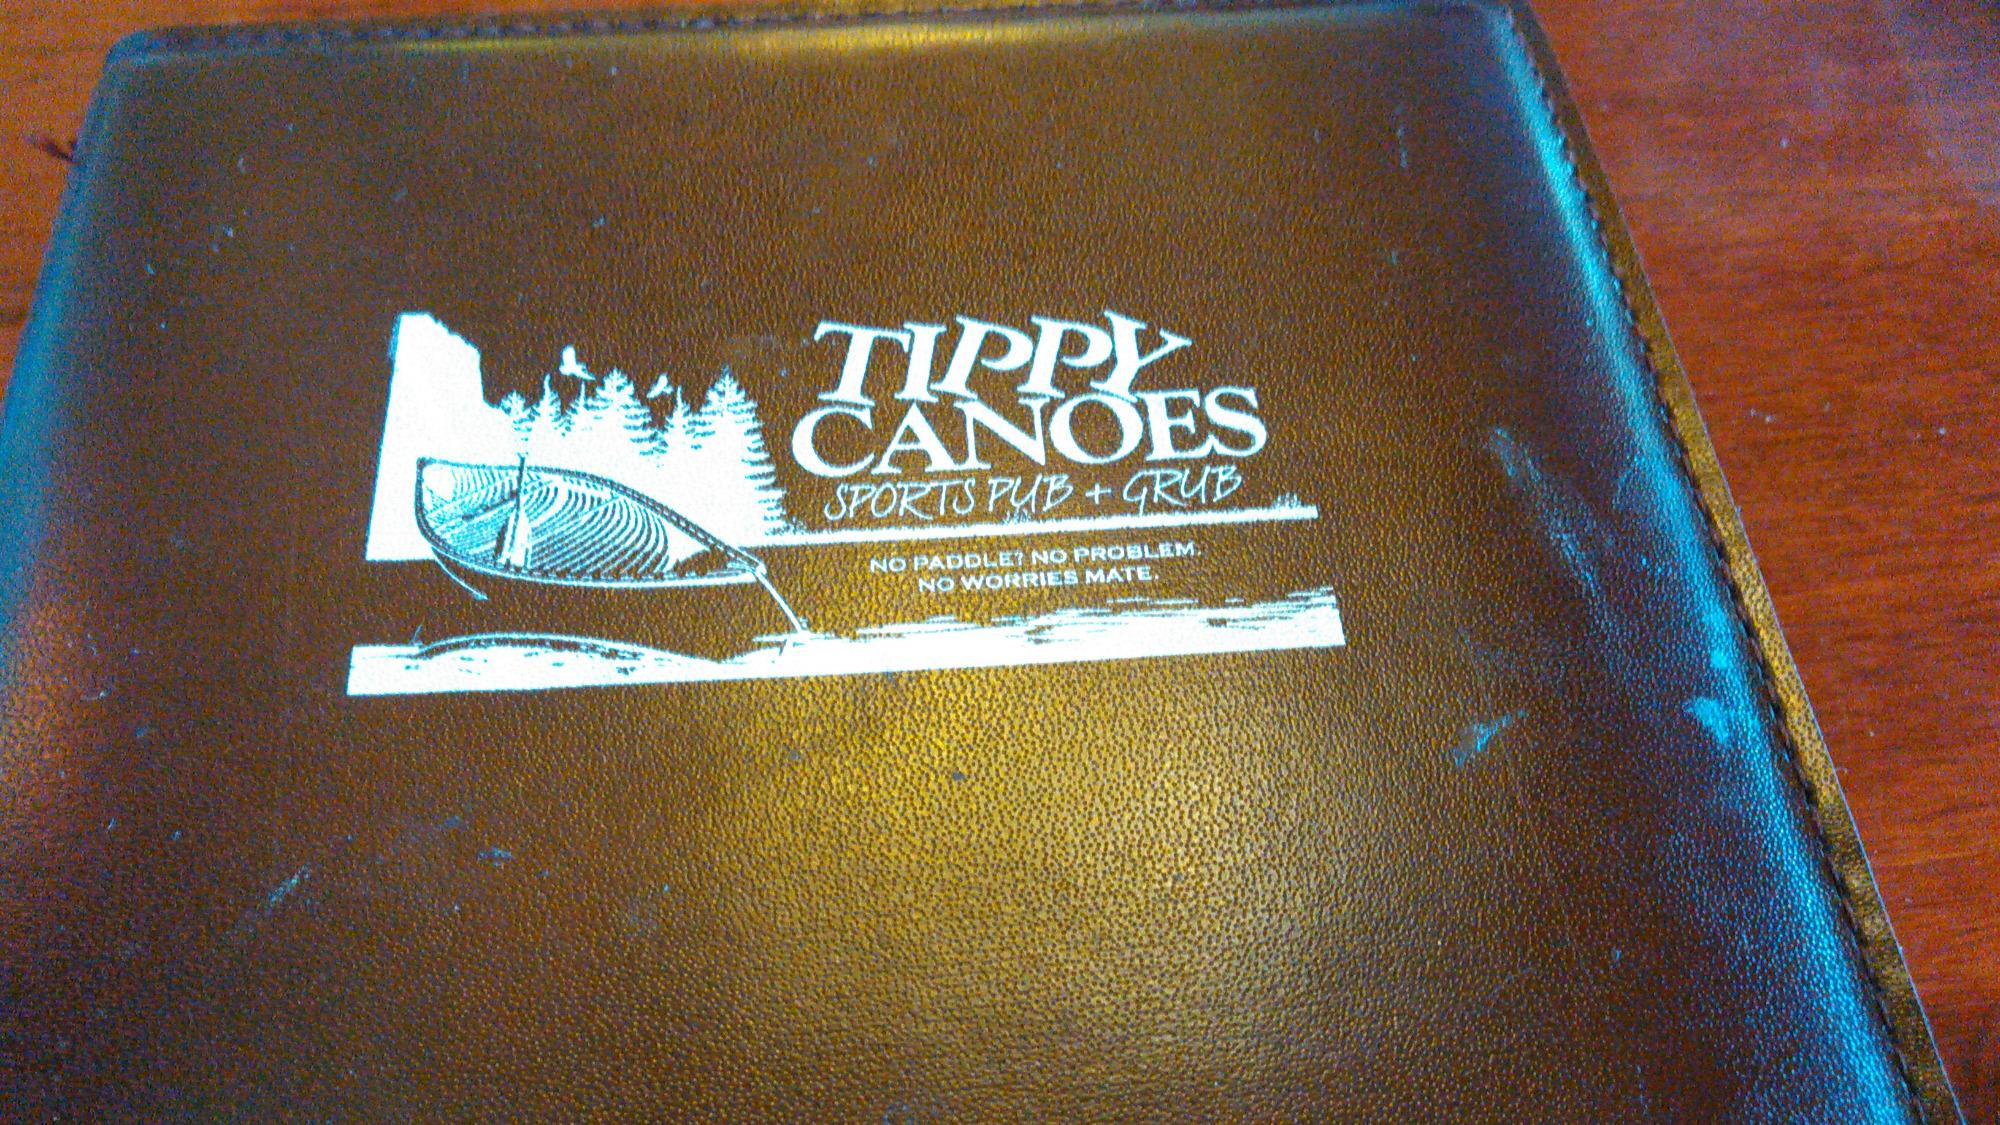 TIPPY
CANOES
SPORTS PUB + GRUB
NO PADDLE? NO PROBLEM.
NO WORRIES MATE.